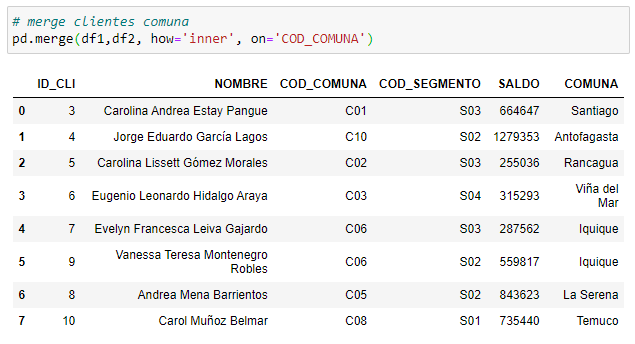 # merge clientes comuna
pd.merge(df1,df2, how='inner', on='COD_COMUNA')
ID_CLI NOMBRE COD_COMUNA COD_SEGMENTO SALDO COMUNA
0 3 Carolina Andrea Estay Pangue C01 S03 664647 Santiago
1 4 Jorge Eduardo García Lagos C10 S02 1279353 Antofagasta
2 5 Carolina Lissett Gómez Morales C02 S03 255036 Rancagua
3 6 Eugenio Leonardo Hidalgo Araya C03 S04 315293 Viña del
Mar
4 7 Evelyn Francesca Leiva Gajardo C06 S03 287562 Iquique
5 9 Vanessa Teresa Montenegro
Robles C06 S02 559817 Iquique
6 8 Andrea Mena Barrientos C05 S02 843623 La Serena
7 10 Carol Muñoz Belmar C08 S01 735440 Temuco